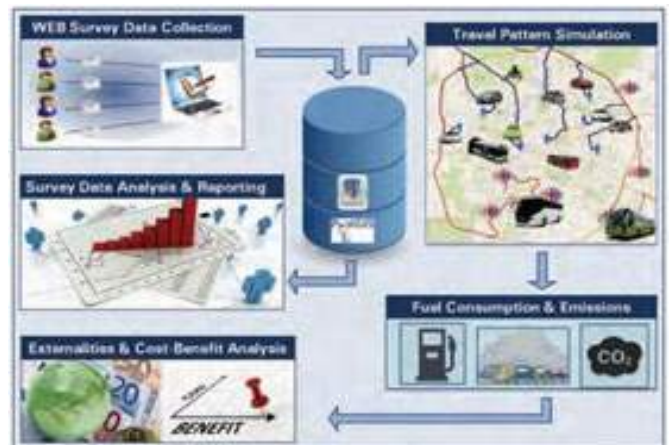 WEB Survey Data Collection
Travel Pattern Simulation
Survey Data Analysis & Reporting
Fuel Consumption & Emissions
CO₂
Externalities & Cost-Benefit Analysis
20
BENEFIT